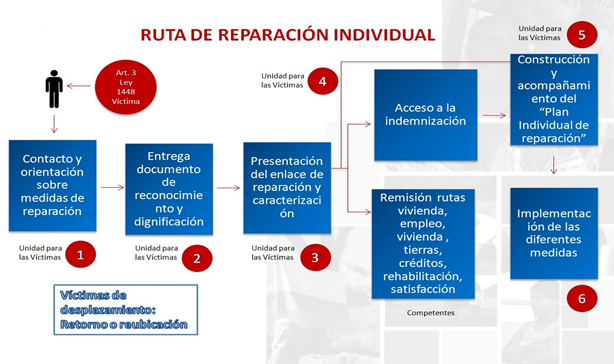 RUTA DE REPARACIÓN INDIVIDUAL
Art. 3
Ley
1448
Víctima
Contacto y
orientación
sobre
medidas de
reparación
Unidad para
las Víctimas
1
Entrega
documento
de
reconocimie
nto y
dignificación
Unidad para
las Víctimas
2
Presentación
del enlace de
reparación y
caracterizaci
ón
Unidad para
las Víctimas
3
Unidad para
las Víctimas
4
Acceso a la
indemnización
Remisión rutas
vivienda,
empleo,
vivienda ,
tierras,
créditos,
rehabilitación,
satisfacción
Competentes
Unidad para
las Víctimas
5
Construcción
y
acompañami
ento del
“Plan
Individual de
reparación”
Implementac
ión de las
diferentes
medidas
6
Víctimas de
desplazamiento:
Retorno o reubicación